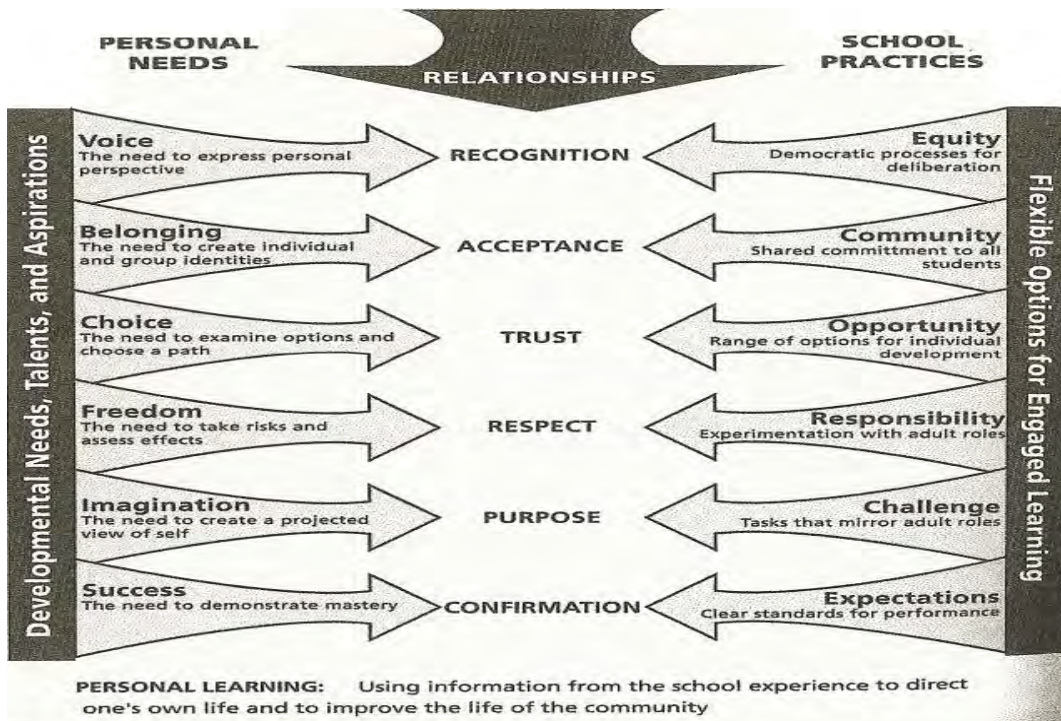 PERSONAL
NEEDS
SCHOOL
PRACTICES
RELATIONSHIPS
Developmental Needs, Talents, and Aspirations
Voice
The need to express personal
perspective
RECOGNITION
Equity
Democratic processes for
deliberation
Belonging
The need to create individual
and group identities
ACCEPTANCE
Community
Shared committment to all
students
Choice
The need to examine options and
choose a path
TRUST
Opportunity
Range of options for individual
development
Freedom
The need to take risks and
assess effects
RESPECT
Responsibility
Experimentation with adult roles
Imagination
The need to create a projected
view of self
PURPOSE
Challenge
Tasks that mirror adult roles
Success
The need to demonstrate mastery
CONFIRMATION
Expectations
Clear standards for performance
Flexible Options for Engaged Learning
PERSONAL LEARNING: Using information from the school experience to direct
one's own life and to improve the life of the community